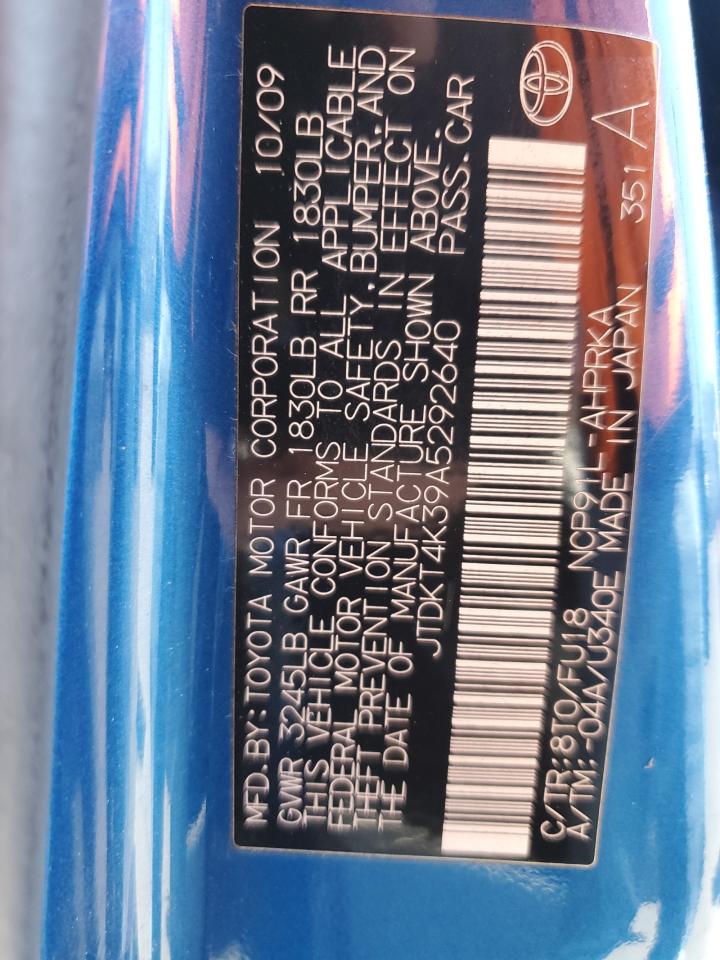 MFD.BY:TOYOTA MOTOR CORPORATION 10/09
GVWR 3245LB GAWR FR 1830LB RR 1830LB
THIS VEHICLE CONFORMS TO ALL APPLICABLE
FEDERAL MOTOR VEHICLE SAFETY,BUMPER,AND
THEFT PREVENTION STANDARDS IN EFFECT ON
THE DATE OF MANUFACTURE SHOWN ABOVE.
JTDKT4K39A5292640 PASS.CAR
C/TR:8T0/FU18 NCP91L-AHPRKA 351 A
A/TM:-04A/U340E MADE IN JAPAN